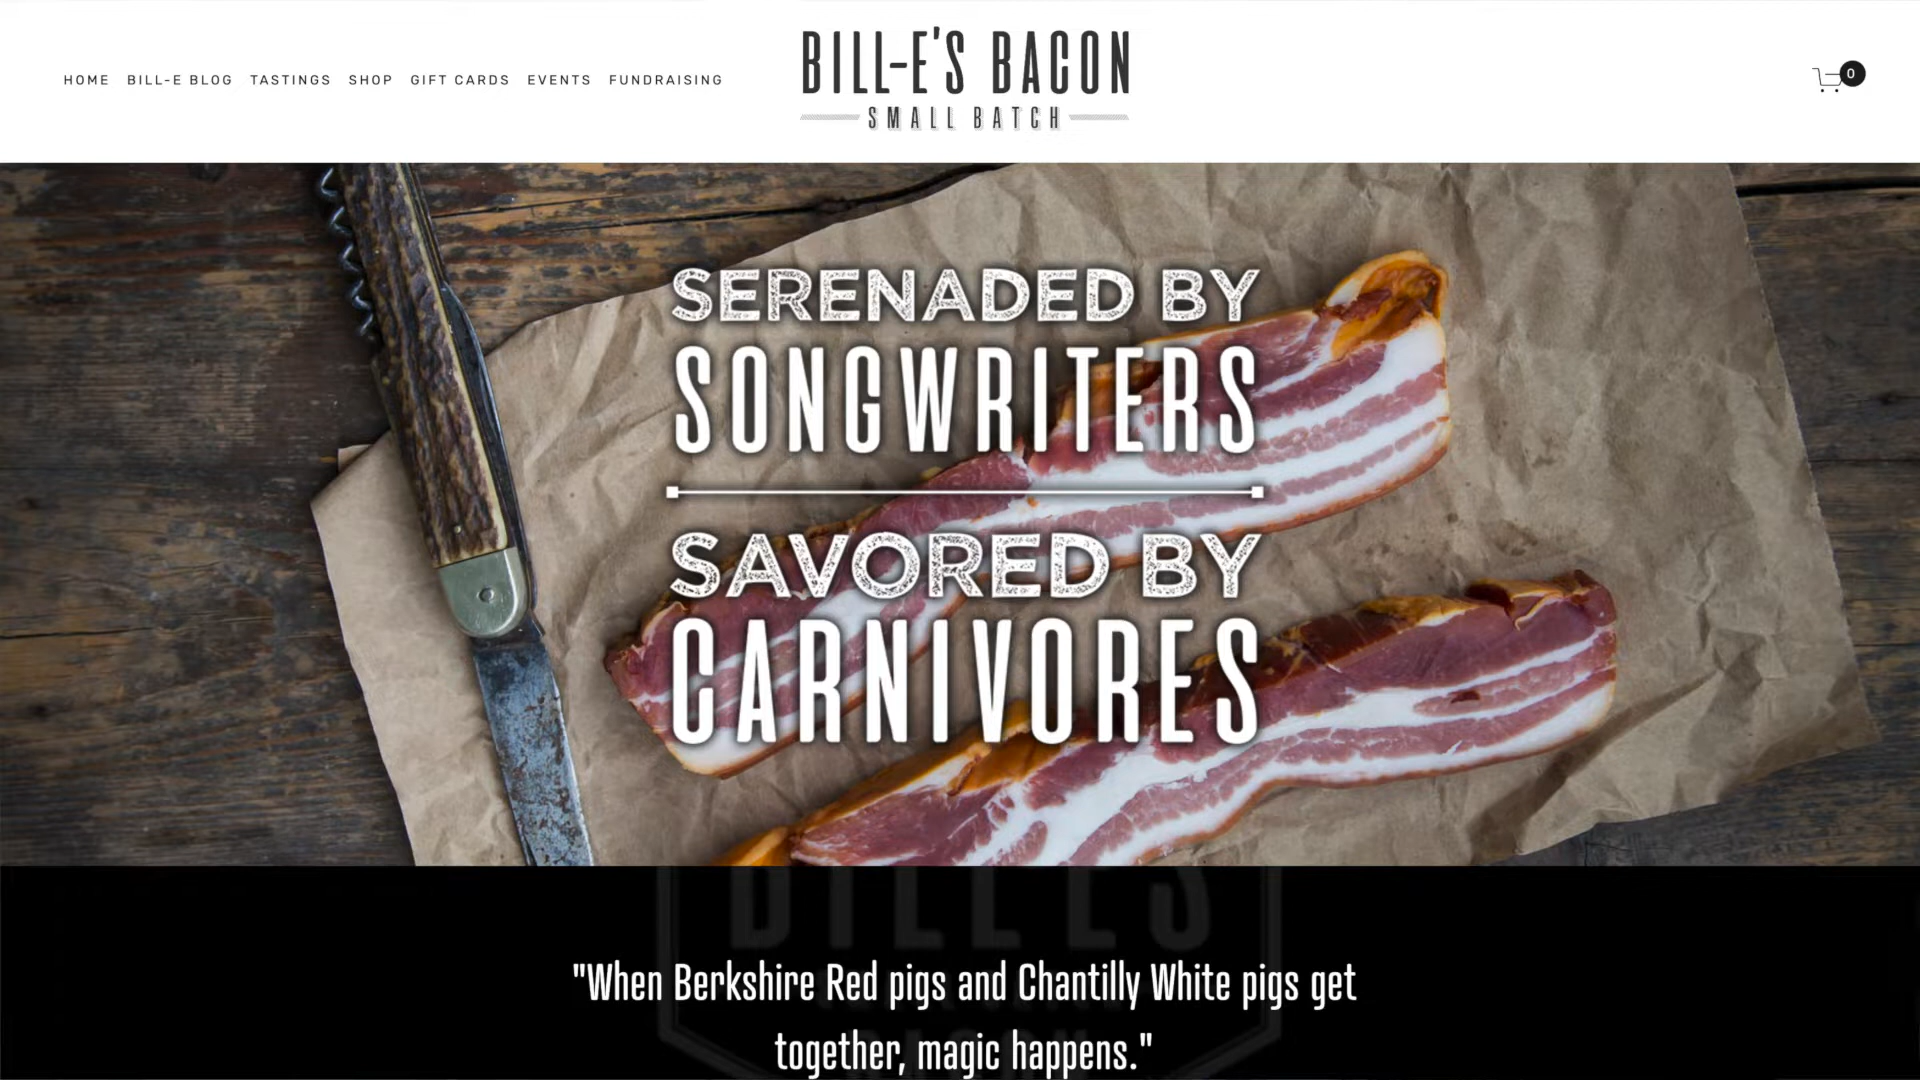 HOME BILL-E BLOG TASTINGS SHOP GIFT CARDS EVENTS FUNDRAISING
BILL-E'S BACON
SMALL BATCH
0
SERENADED BY
SONGWRITERS
SAVORED BY
CARNIVORES
BILL-E'S
"When Berkshire Red pigs and Chantilly White pigs get
together, magic happens."